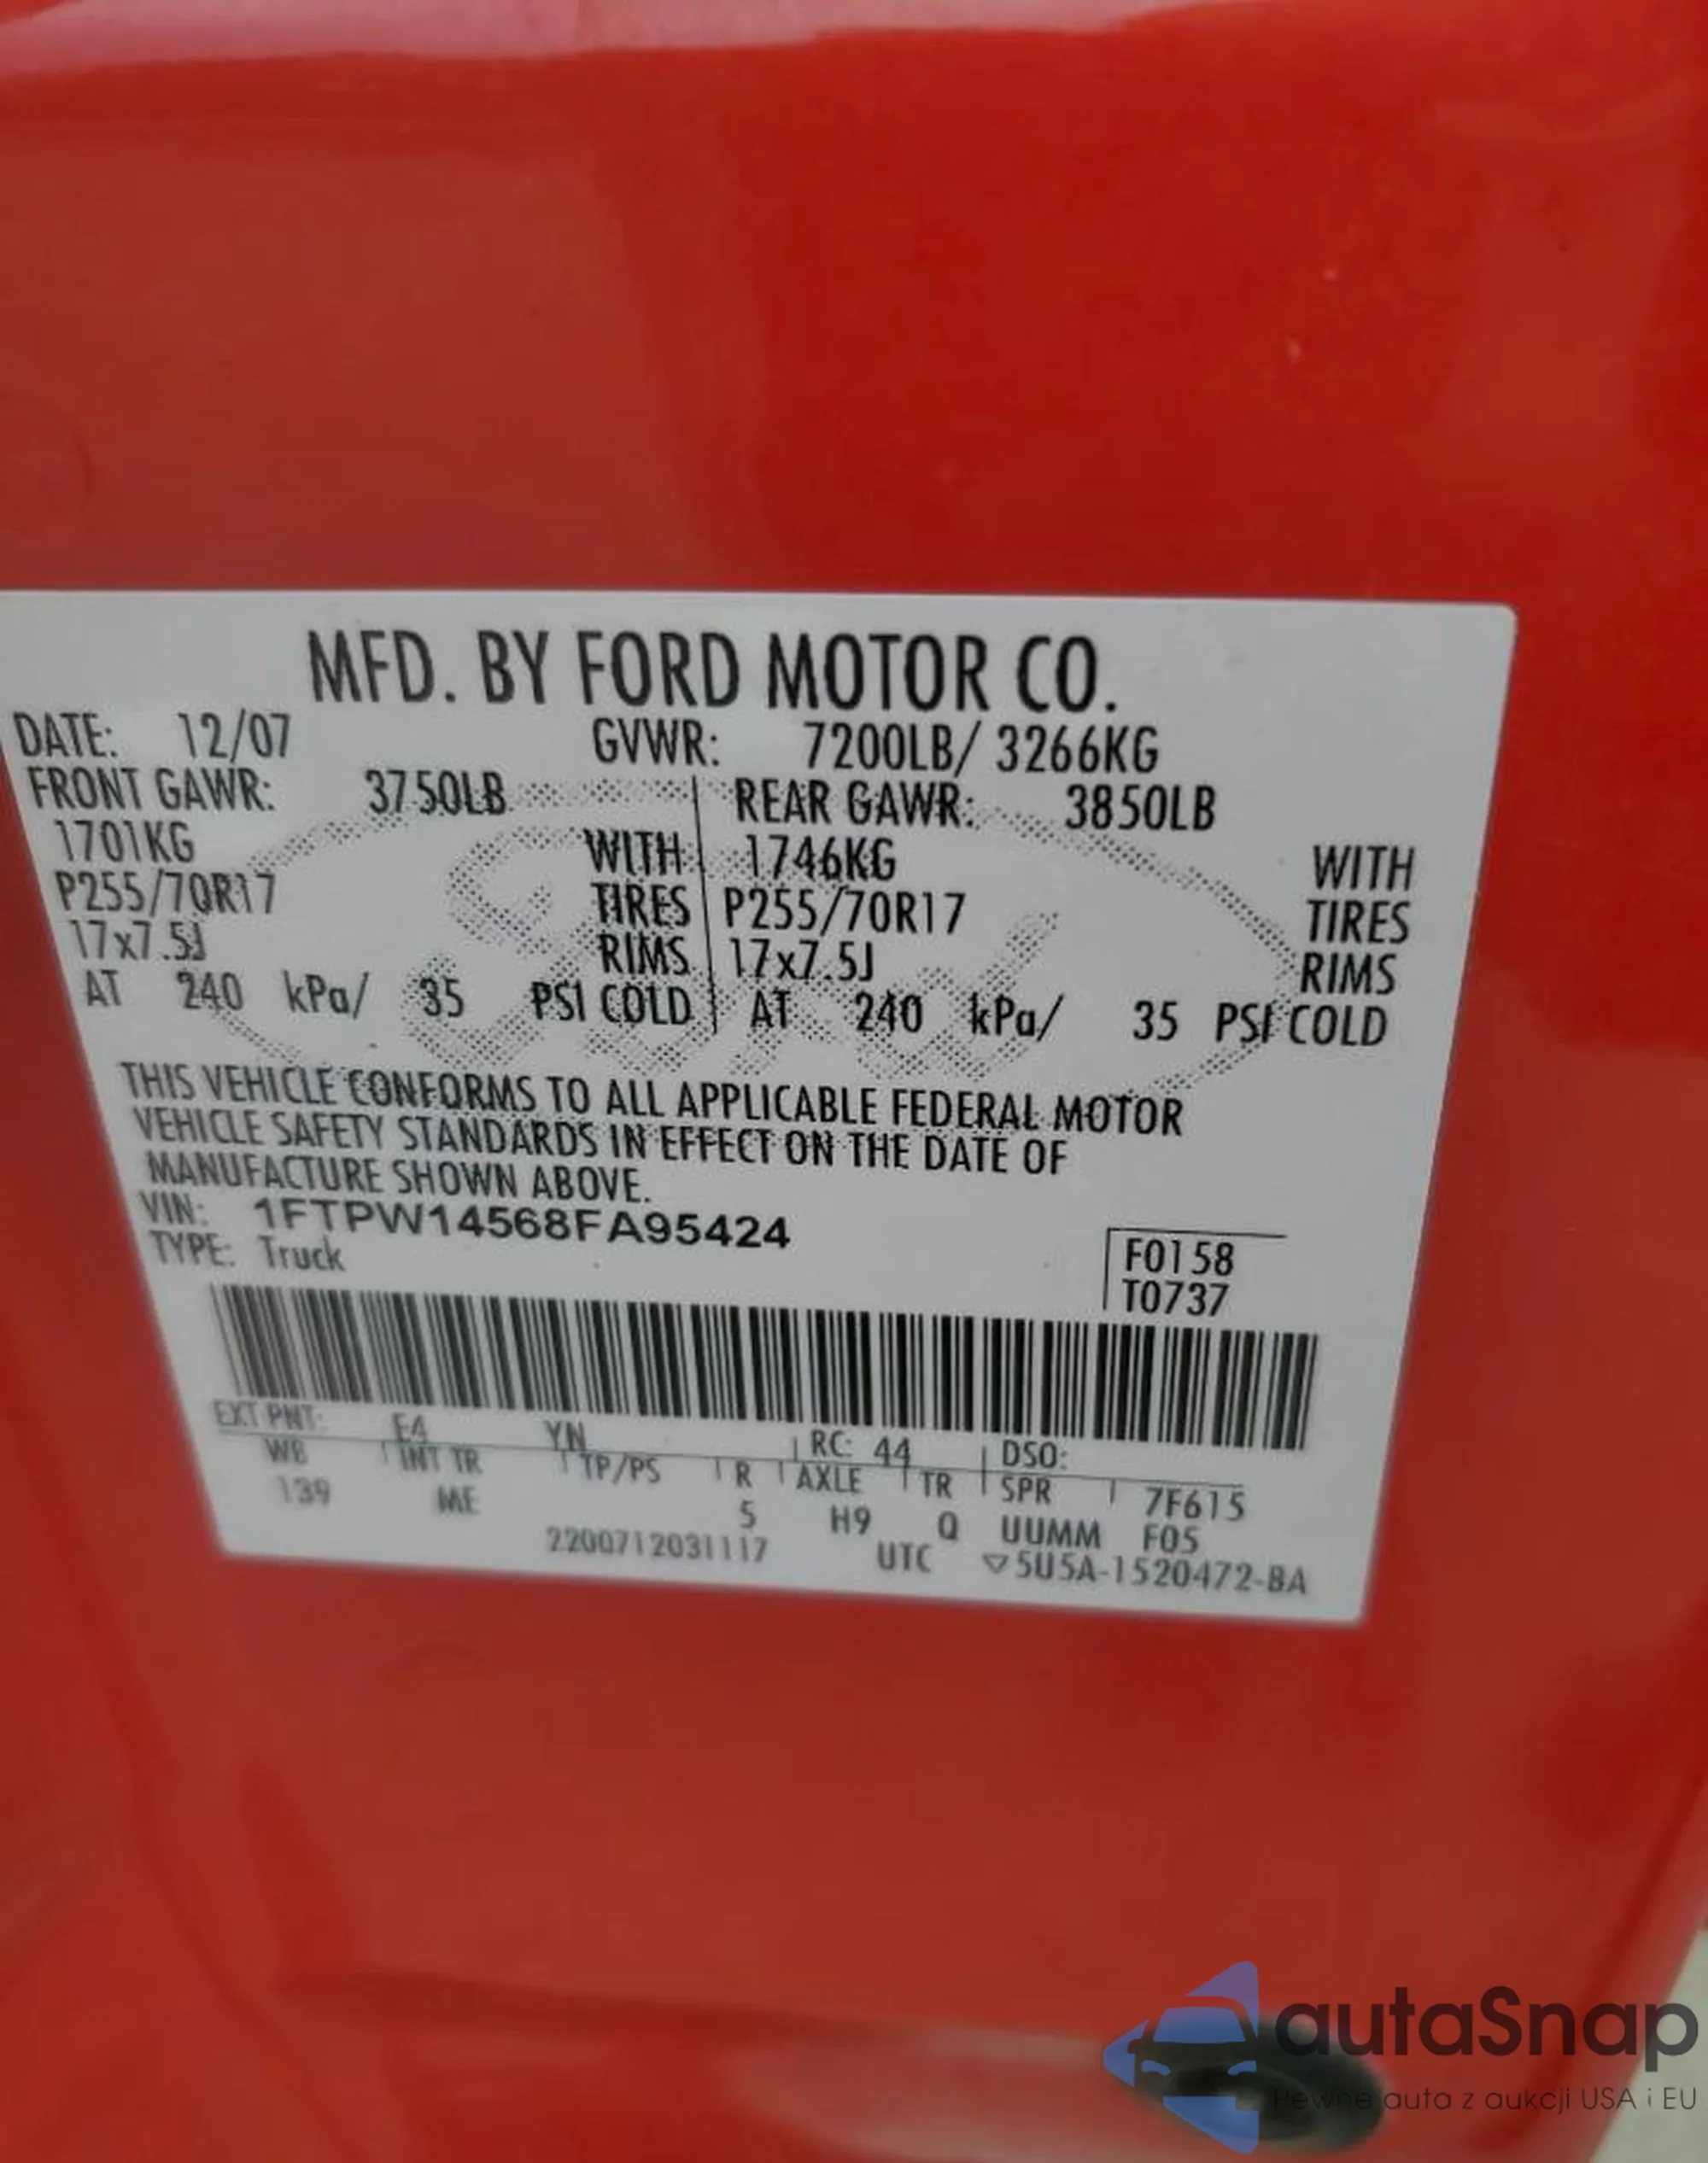 MFD. BY FORD MOTOR CO.
DATE: 12/07 GVWR: 7200LB/ 3266KG
FRONT GAWR: 3750LB REAR GAWR: 3850LB
1701KG WITH 1746KG WITH
P255/70R17 TIRES P255/70R17 TIRES
17x7.5J RIMS 17x7.5J RIMS
AT 240 kPa/ 35 PSI COLD AT 240 kPa/ 35 PSI COLD
THIS VEHICLE CONFORMS TO ALL APPLICABLE FEDERAL MOTOR
VEHICLE SAFETY STANDARDS IN EFFECT ON THE DATE OF
MANUFACTURE SHOWN ABOVE.
VIN: 1FTPW14568FA95424
TYPE: Truck
F0158
T0737
EXT PNT: E4 YN RC: 44 DSO:
WB INT TR TP/PS R AXLE TR SPR 7F615
139 ME 5 H9 Q UUMM F05
2200712031117 UTC ▽5U5A-1520472-BA
autaSnap
Pewne auta z aukcji USA i EU